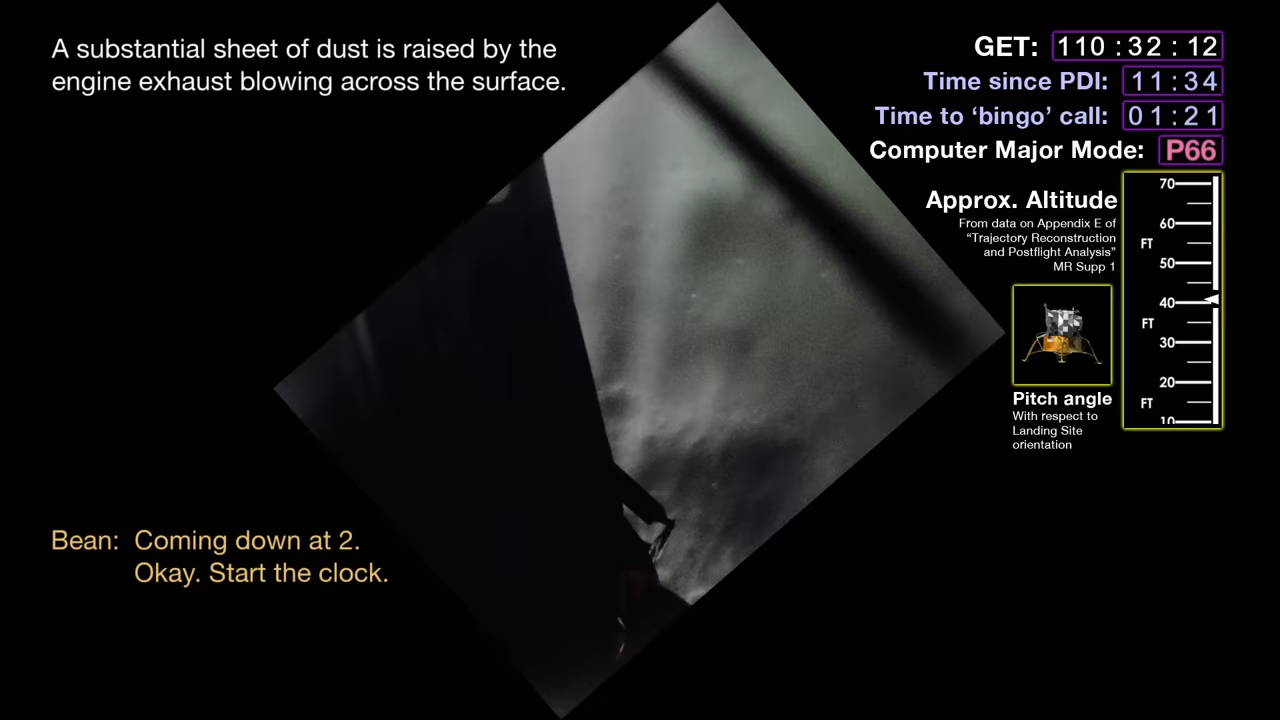 A substantial sheet of dust is raised by the
engine exhaust blowing across the surface.
GET: 110:32:12
Time since PDI: 11:34
Time to ‘bingo’ call: 01:21
Computer Major Mode: P66
Approx. Altitude
From data on Appendix E of
“Trajectory Reconstruction
and Postflight Analysis”
MR Supp 1
70
60
FT
50
40
FT
30
20
FT
10
Pitch angle
With respect to
Landing Site
orientation
Bean: Coming down at 2.
Okay. Start the clock.